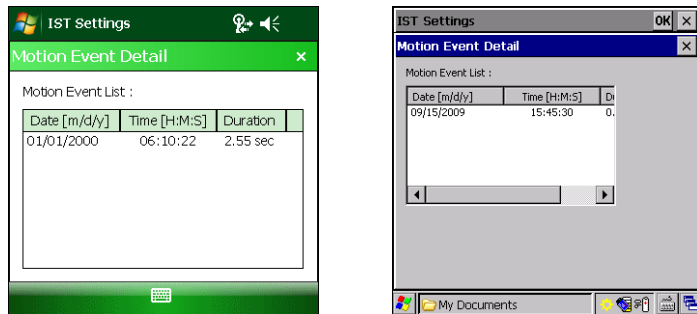 IST Settings
Motion Event Detail
Motion Event List :
Date [m/d/y] Time [H:M:S] Duration
01/01/2000 06:10:22 2.55 sec
IST Settings OK
Motion Event Detail
Motion Event List :
Date [m/d/y] Time [H:M:S]
09/15/2009 15:45:30 0.
My Documents